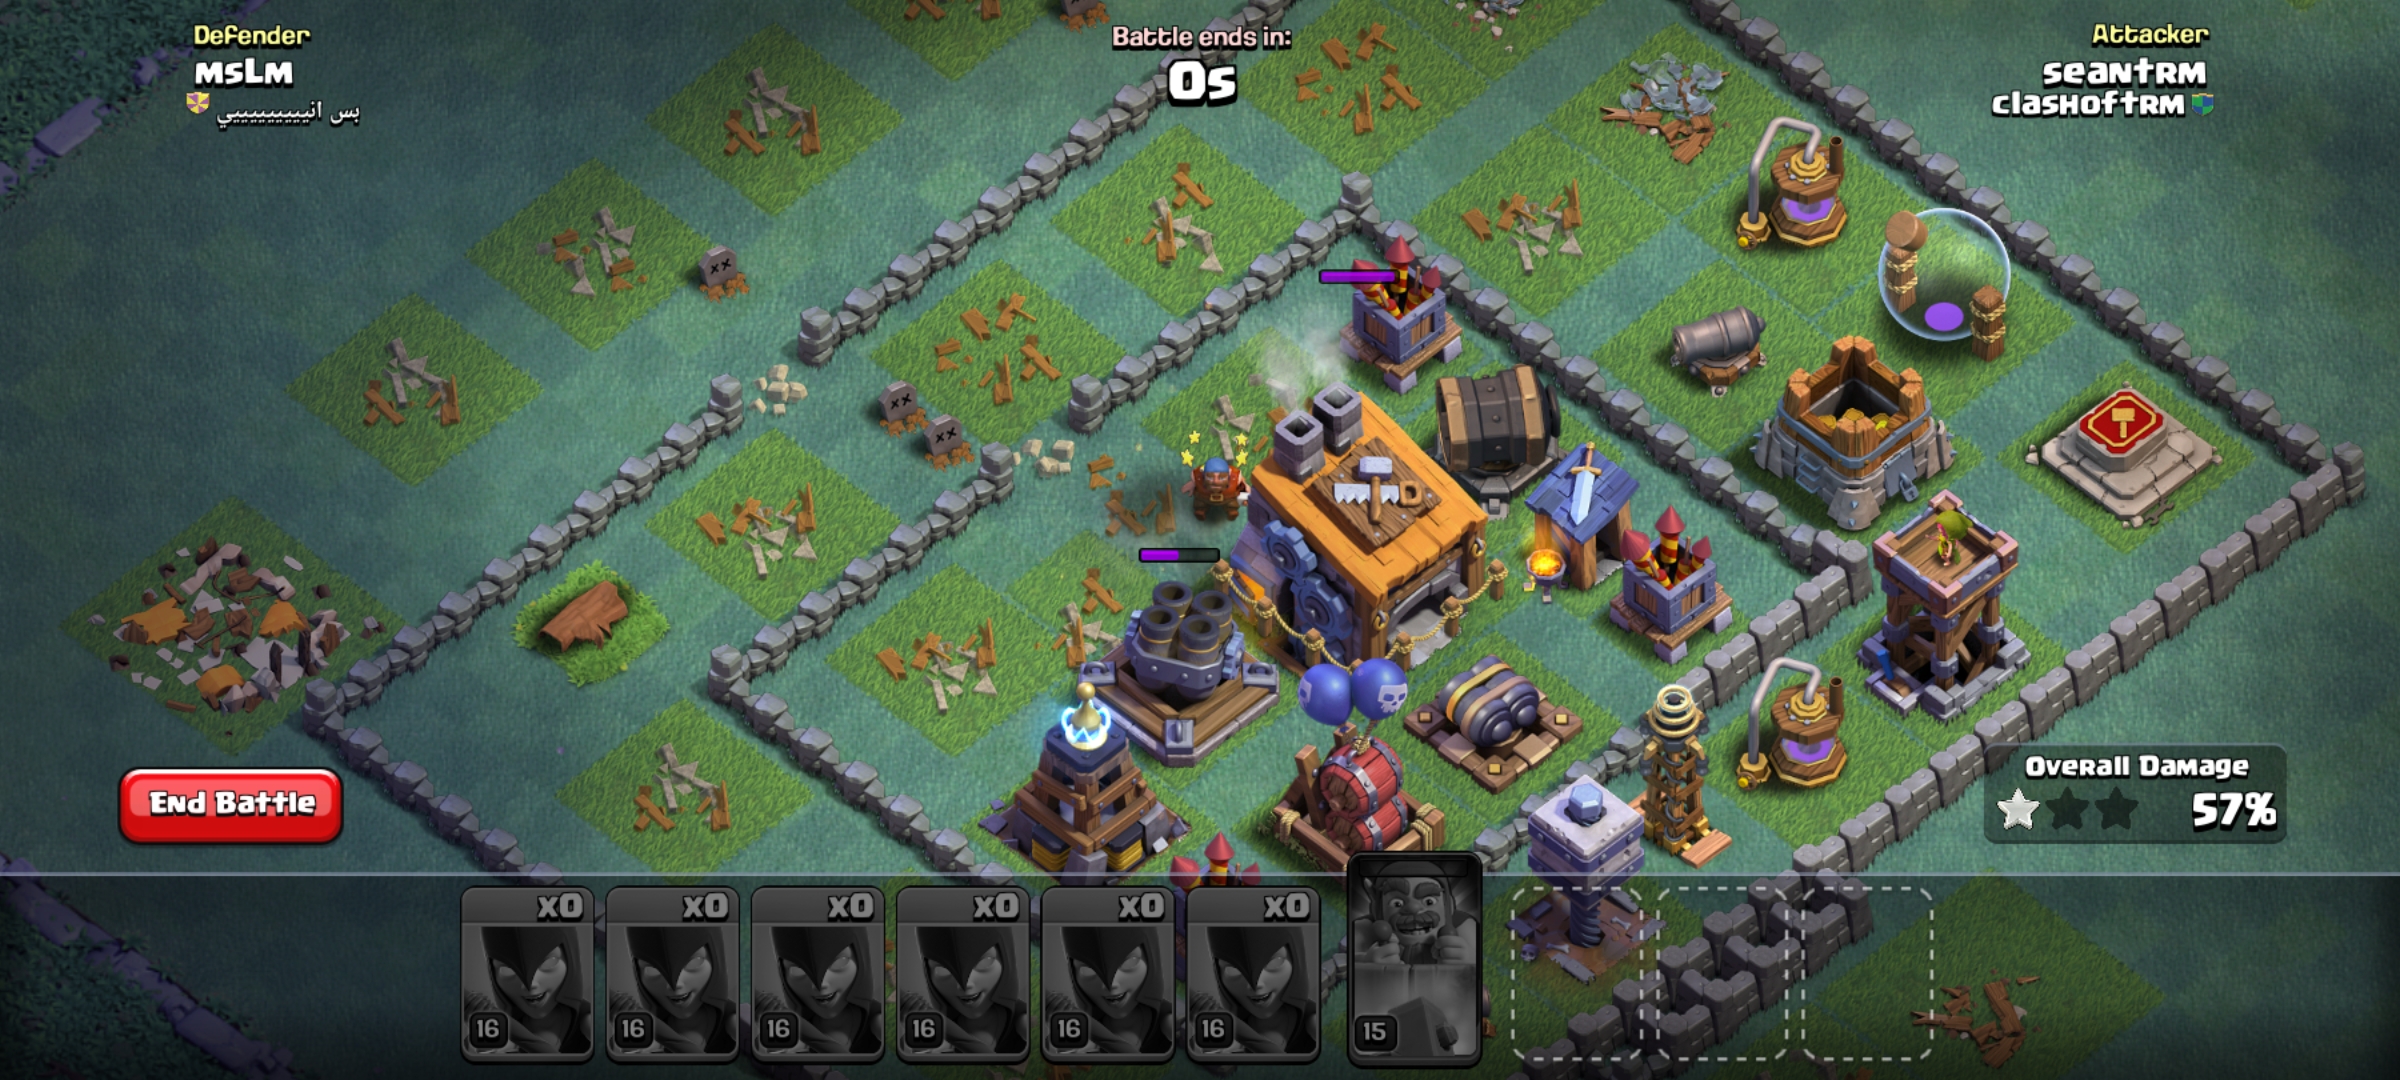 Defender
mslm
بس انيييييييييي
Battle ends in:
0s
Attacker
seantrm
clashoftrm
End Battle
Overall Damage
57%
x0 x0 x0 x0 x0 x0
16 16 16 16 16 16 15